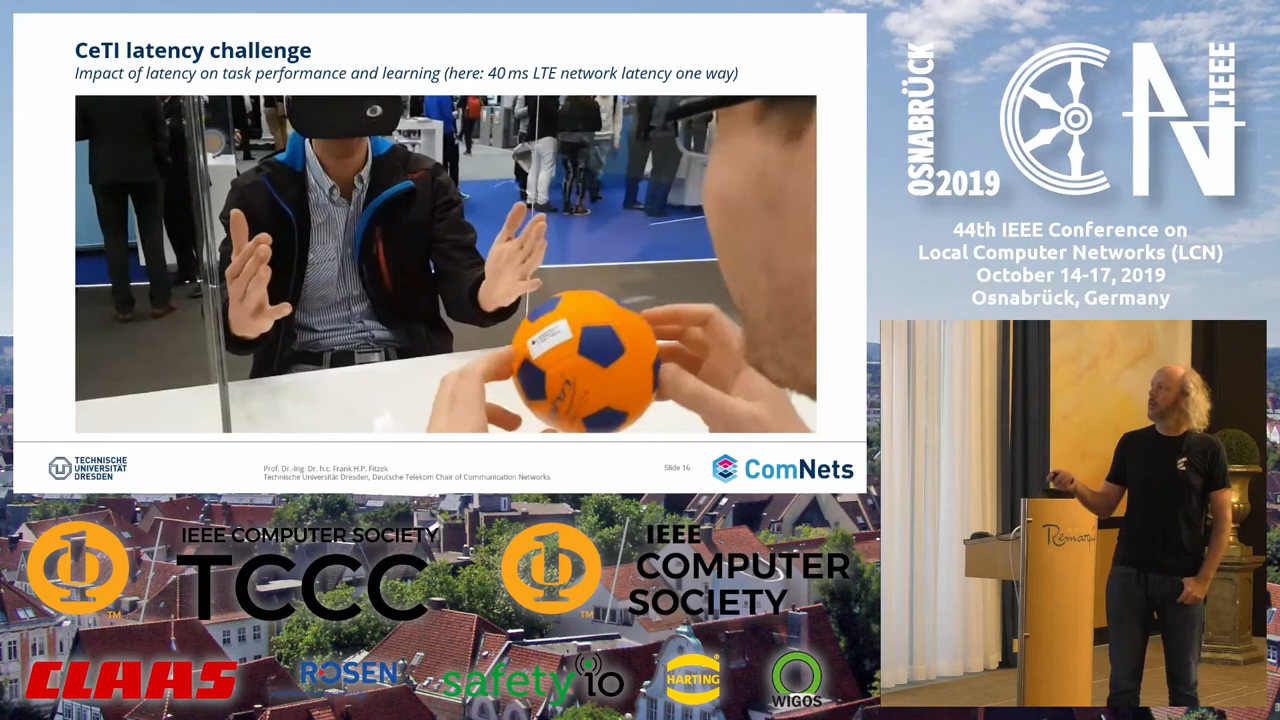 CeTI latency challenge
Impact of latency on task performance and learning (here: 40 ms LTE network latency one way)
TECHNISCHE
UNIVERSITÄT
DRESDEN
Prof. Dr.-Ing. Dr. h.c. Frank H.P. Fitzek
Technische Universität Dresden, Deutsche Telekom Chair of Communication Networks
Slide 16
ComNets
OSNABRÜCK
2019
LCN
IEEE
44th IEEE Conference on
Local Computer Networks (LCN)
October 14-17, 2019
Osnabrück, Germany
IEEE COMPUTER SOCIETY
TCCC
TM
IEEE
COMPUTER
SOCIETY
TM
CLAAS
ROSEN
safety io
HARTING
WIGOS